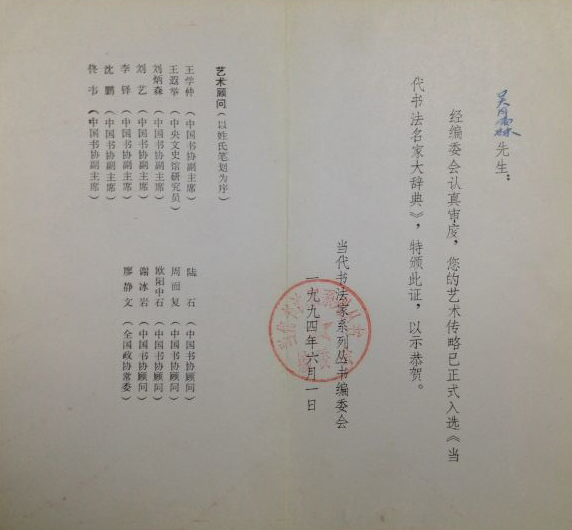 吴
先生：
经编委会认真审度，您的艺术传略已正式入选《当
代书法名家大辞典》，特颁此证，以示恭贺。
当代书法家系列丛书编委会
一九九四年六月一日
艺术顾问（以姓氏笔划为序）
王学仲（中国书协副主席）
王遐举（中央文史馆研究员）
刘炳森（中国书协副主席）
刘艺（中国书协副主席）
李铎（中国书协副主席）
沈鹏（中国书协副主席）
佟韦（中国书协副主席）
陆石（中国书协顾问）
周而复（中国书协顾问）
欧阳中石（中国书协顾问）
谢冰岩（中国书协顾问）
廖静文（全国政协常委）